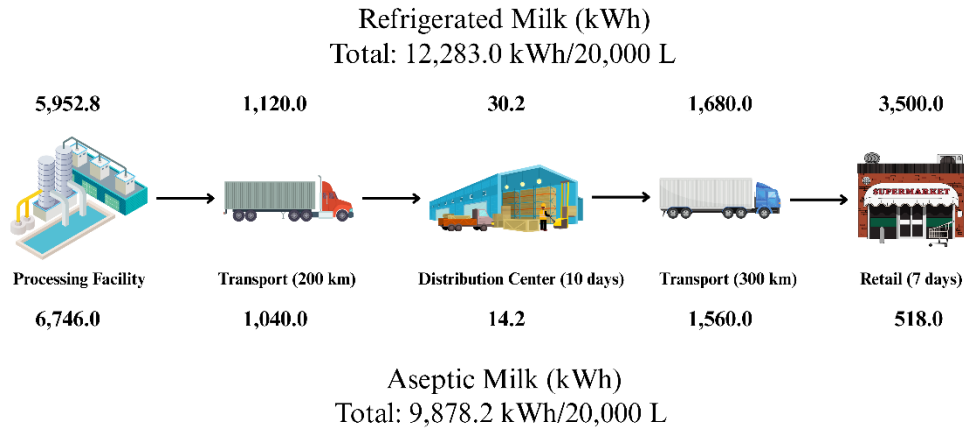 Refrigerated Milk (kWh)
Total: 12,283.0 kWh/20,000 L
5,952.8 1,120.0 30.2 1,680.0 3,500.0
SUPERMARKET
Processing Facility Transport (200 km) Distribution Center (10 days) Transport (300 km) Retail (7 days)
6,746.0 1,040.0 14.2 1,560.0 518.0
Aseptic Milk (kWh)
Total: 9,878.2 kWh/20,000 L